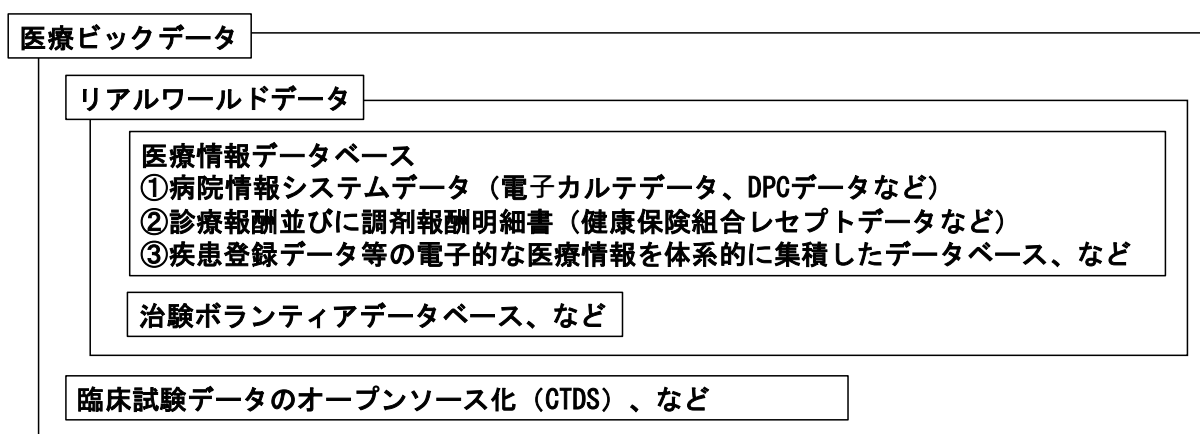 医療ビックデータ
リアルワールドデータ
医療情報データベース
①病院情報システムデータ（電子カルテデータ、DPCデータなど）
②診療報酬並びに調剤報酬明細書（健康保険組合レセプトデータなど）
③疾患登録データ等の電子的な医療情報を体系的に集積したデータベース、など
治験ボランティアデータベース、など
臨床試験データのオープンソース化（CTDS）、など